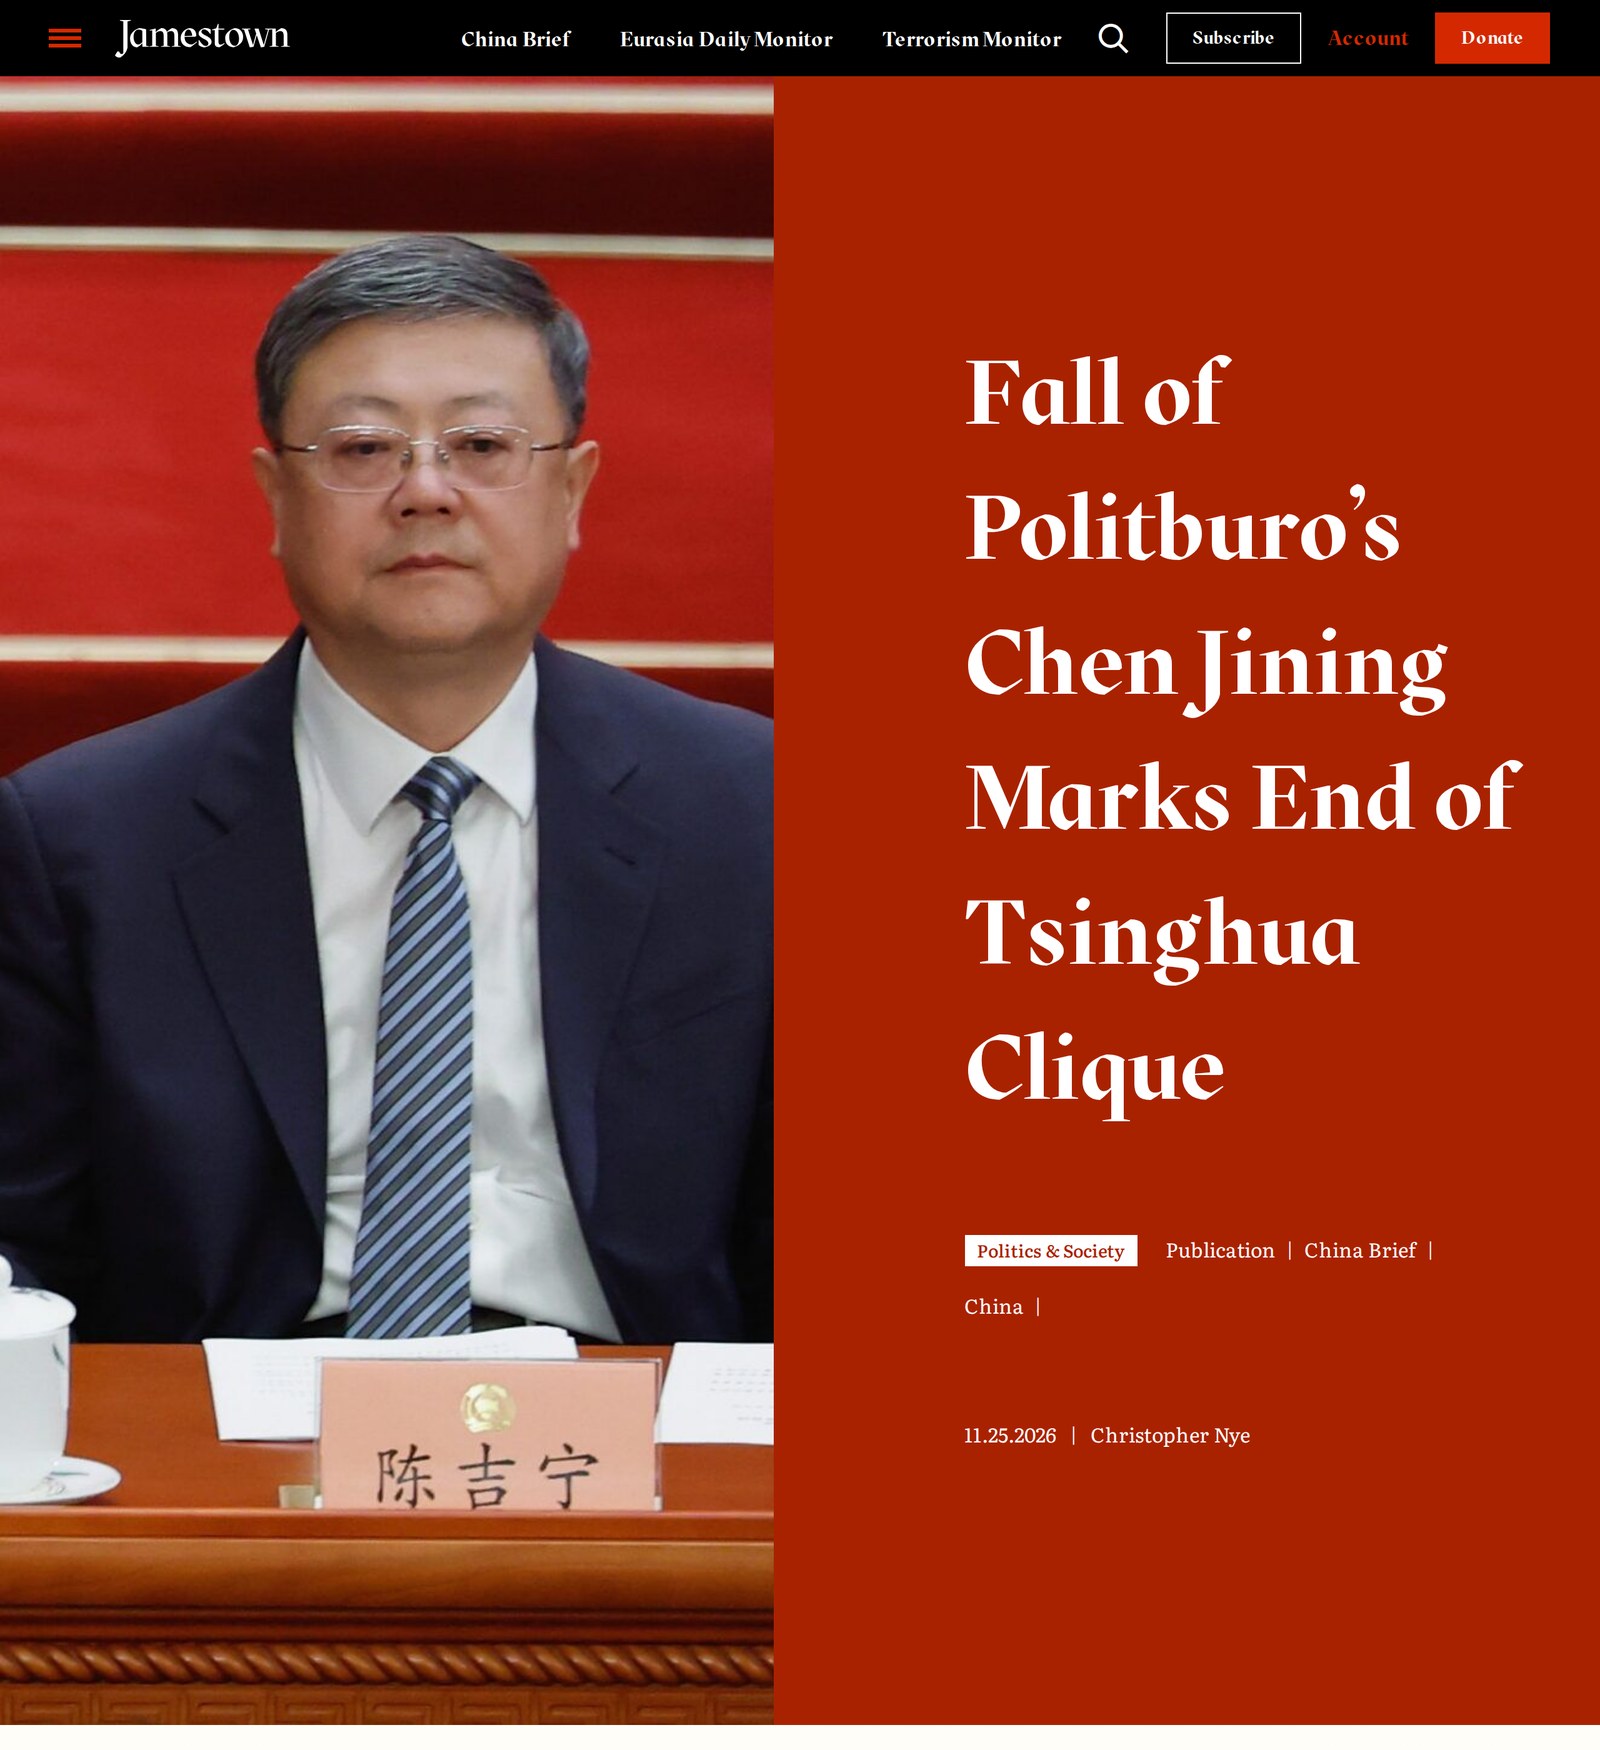 Jamestown
China Brief Eurasia Daily Monitor Terrorism Monitor Subscribe Account Donate
Fall of
Politburo’s
Chen Jining
Marks End of
Tsinghua
Clique
Politics & Society Publication | China Brief |
China |
11.25.2026 | Christopher Nye
陈吉宁